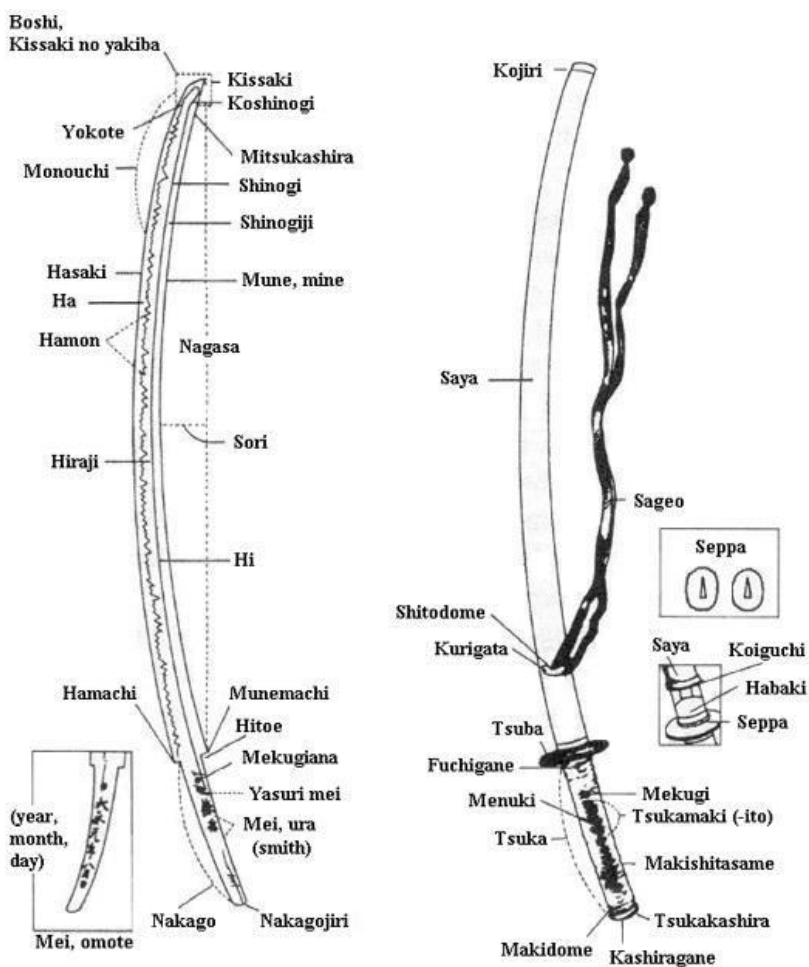 Boshi,
Kissaki no yakiba
Kissaki
Koshinogi
Yokote
Mitsukashira
Monouchi
Shinogi
Shinogiji
Hasaki
Mune, mine
Ha
Hamon
Nagasa
Sori
Hiraji
Hi
Hamachi
Munemachi
Hitoe
Mekugiana
Yasuri mei
Mei, ura
(smith)
(year,
month,
day)
Nakago
Nakagojiri
Mei, omote
Kojiri
Saya
Sageo
Seppa
Shitodome
Kurigata
Saya
Koiguchi
Habaki
Seppa
Tsuba
Fuchigane
Menuki
Mekugi
Tsukamaki (-ito)
Tsuka
Makishitasame
Tsukakashira
Makidome
Kashiragane